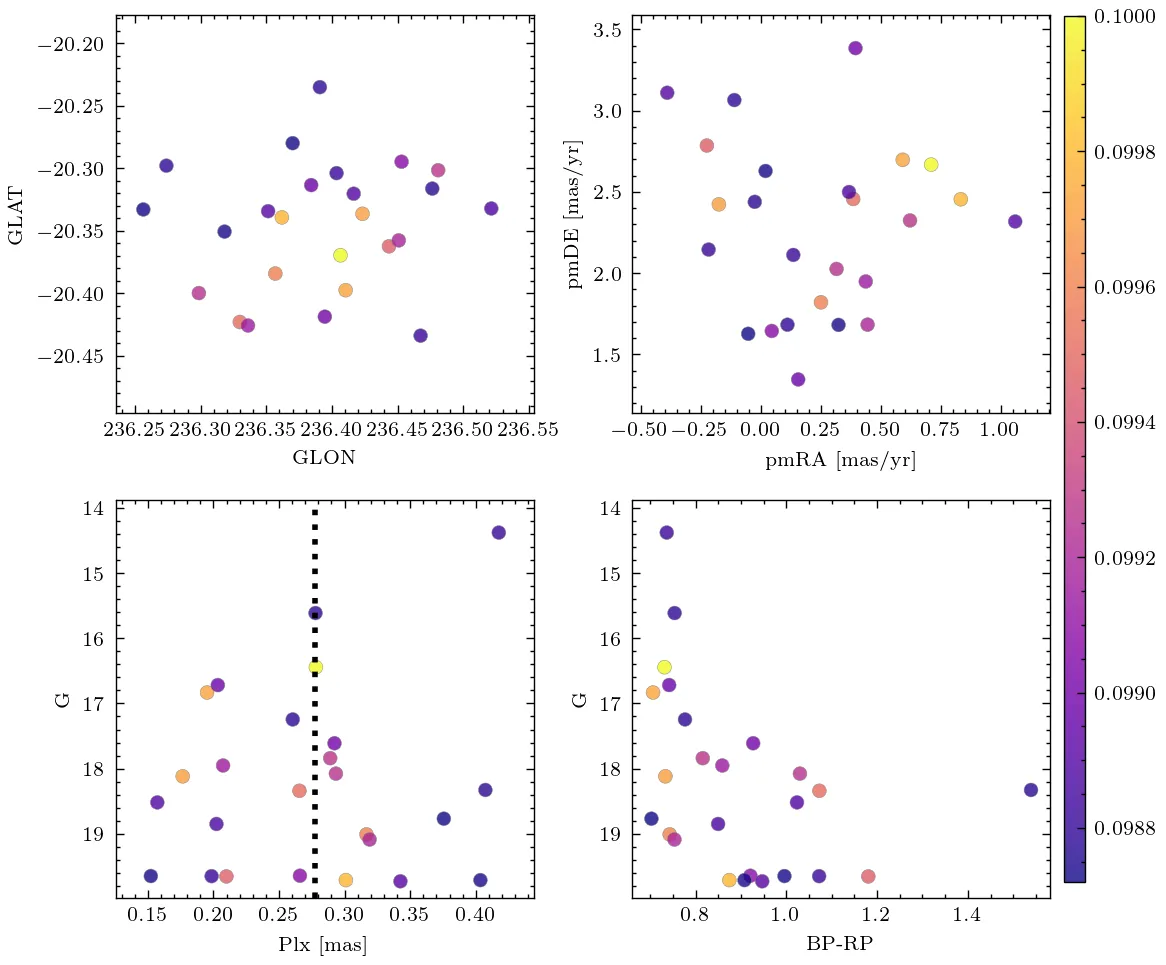 −20.20
−20.25
−20.30
−20.35
−20.40
−20.45
GLAT
236.25 236.30 236.35 236.40 236.45 236.50 236.55
GLON
3.5
3.0
2.5
2.0
1.5
pmDE [mas/yr]
−0.50 −0.25 0.00 0.25 0.50 0.75 1.00
pmRA [mas/yr]
14
15
16
17
18
19
G
0.15 0.20 0.25 0.30 0.35 0.40
Plx [mas]
14
15
16
17
18
19
G
0.8 1.0 1.2 1.4
BP-RP
0.1000
0.0998
0.0996
0.0994
0.0992
0.0990
0.0988